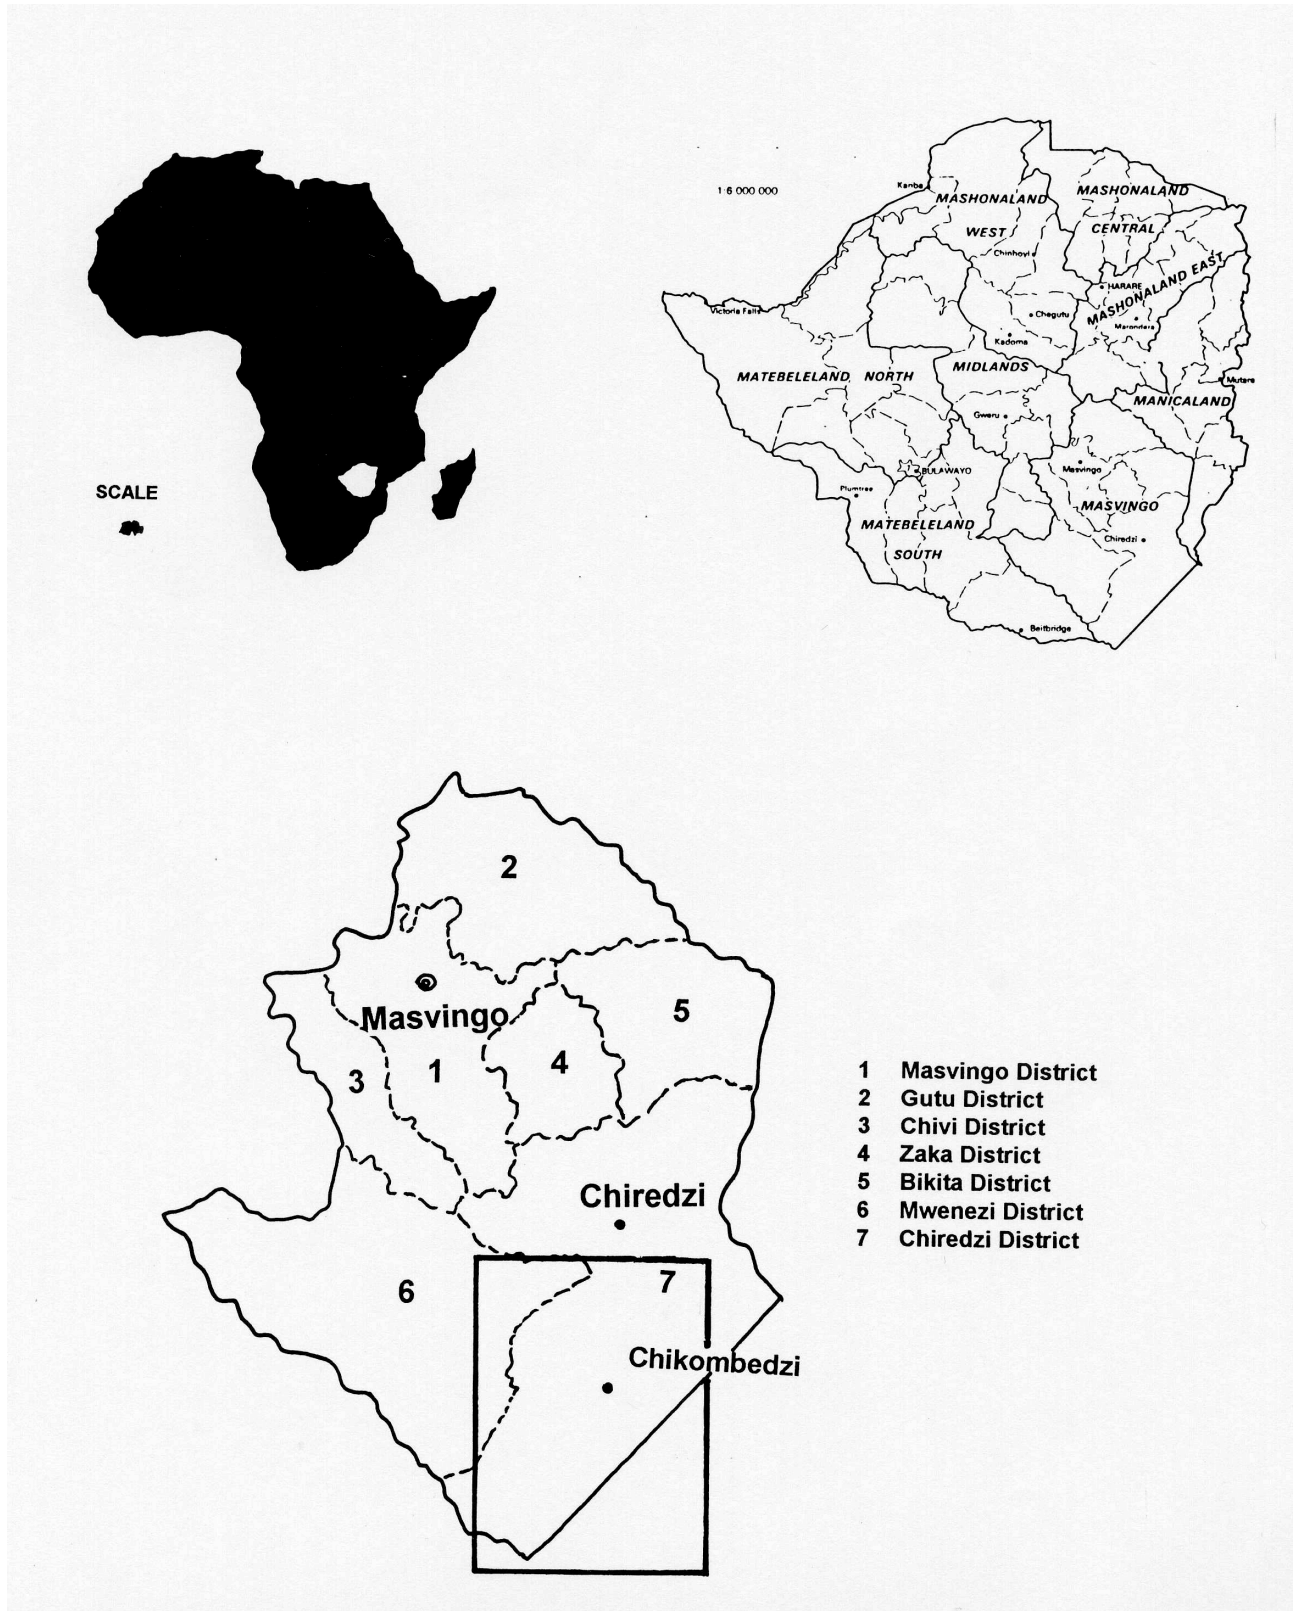 SCALE
1:6 000 000
Kariba
MASHONALAND
WEST
Chinhoyi
MASHONALAND
CENTRAL
HARARE
MASHONALAND EAST
Marondera
Victoria Falls
Chegutu
Kadoma
MATEBELELAND NORTH
MIDLANDS
Gweru
Mutare
MANICALAND
BULAWAYO
Plumtree
Masvingo
MASVINGO
Chiredzi
MATEBELELAND
SOUTH
Beitbridge
2
Masvingo
5
3
1
4
Chiredzi
6
7
Chikombedzi
1 Masvingo District
2 Gutu District
3 Chivi District
4 Zaka District
5 Bikita District
6 Mwenezi District
7 Chiredzi District